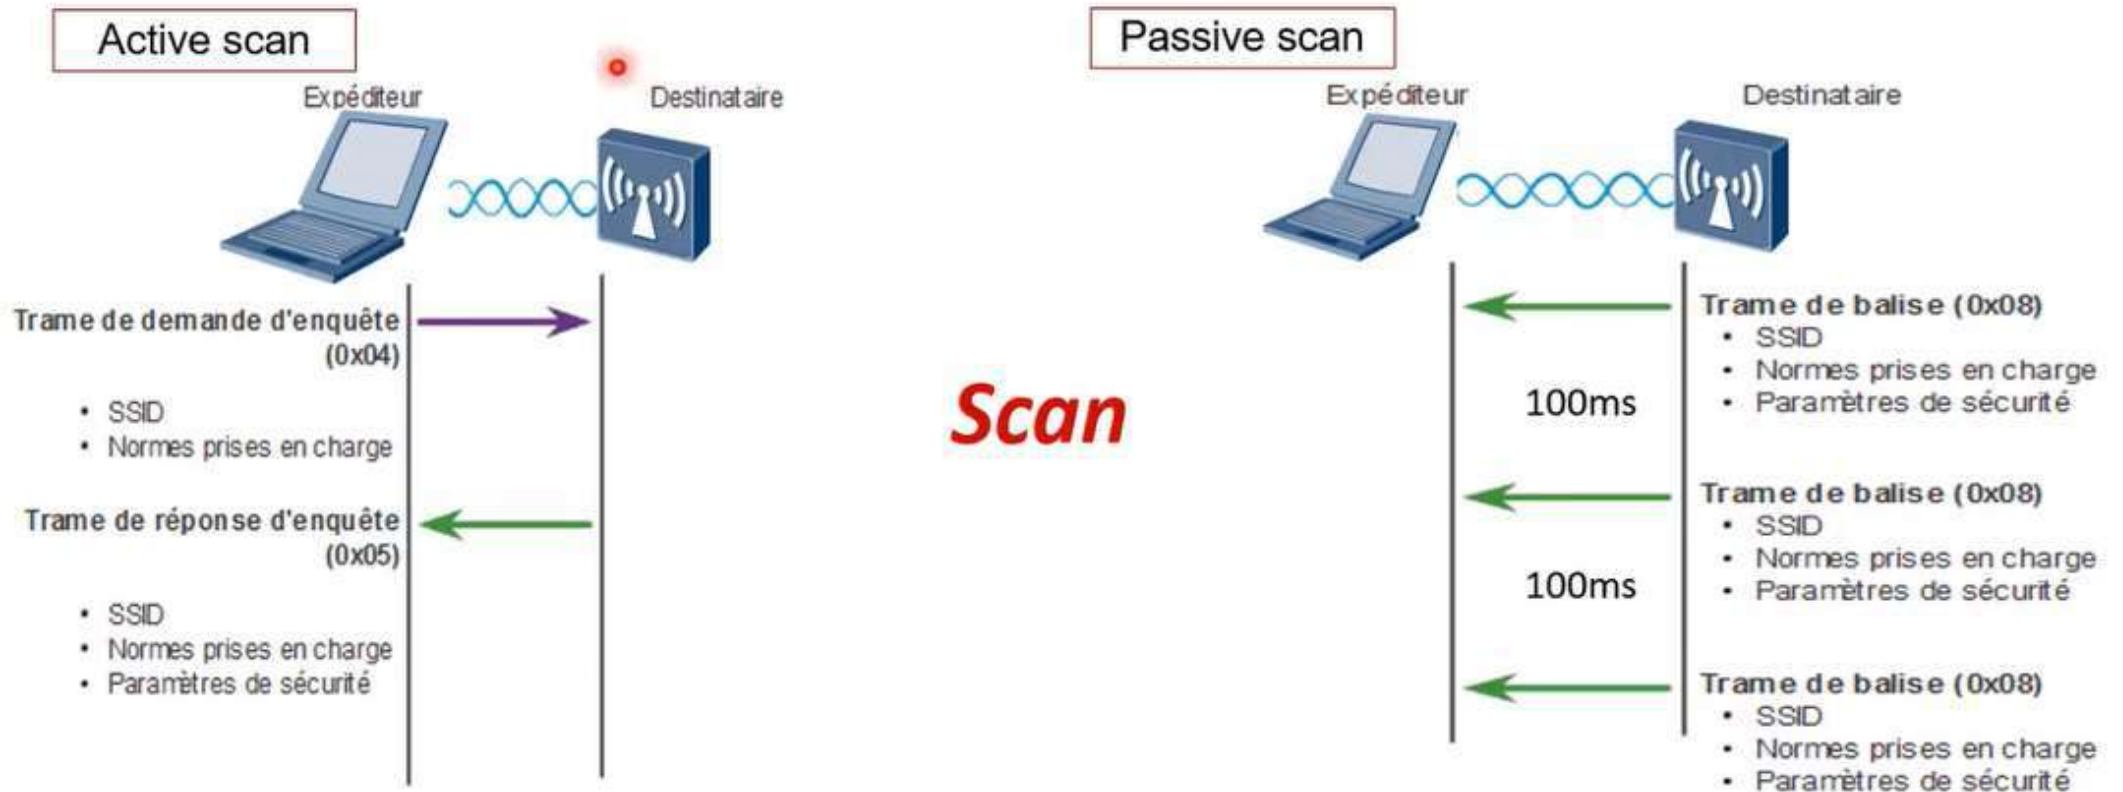 Active scan
Expéditeur
Destinataire
Trame de demande d'enquête
(0x04)
• SSID
• Normes prises en charge
Trame de réponse d'enquête
(0x05)
• SSID
• Normes prises en charge
• Paramètres de sécurité
Scan
Passive scan
Expéditeur
Destinataire
Trame de balise (0x08)
• SSID
• Normes prises en charge
• Paramètres de sécurité
100ms
Trame de balise (0x08)
• SSID
• Normes prises en charge
• Paramètres de sécurité
100ms
Trame de balise (0x08)
• SSID
• Normes prises en charge
• Paramètres de sécurité